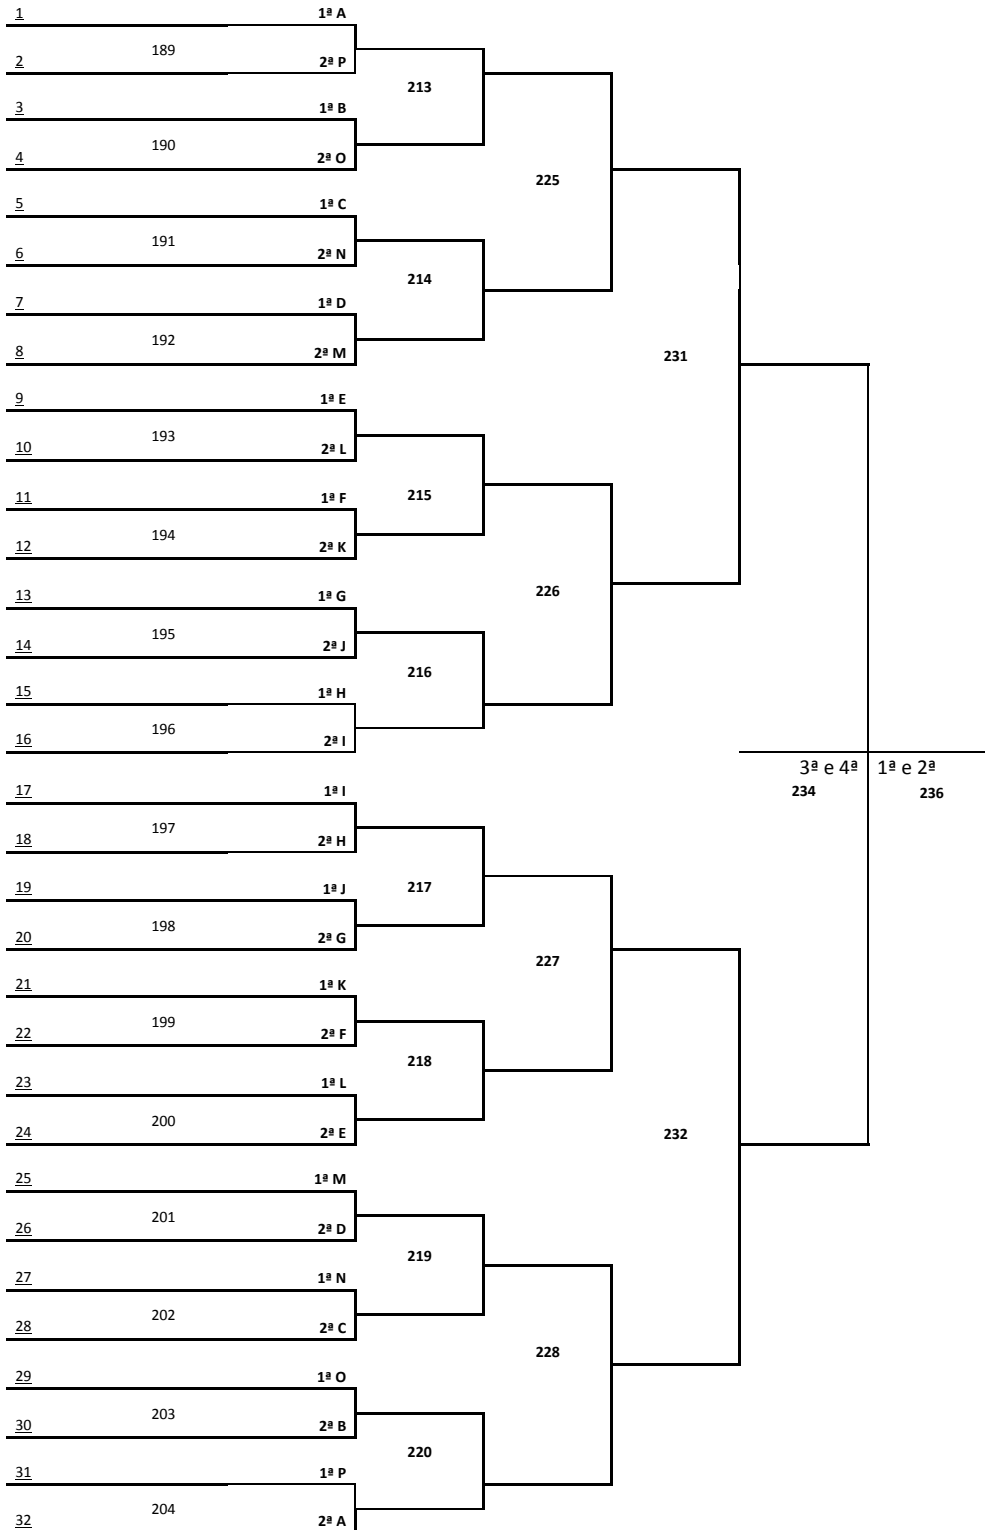 1 1ª A
189
2 2ª P
213
3 1ª B
190
4 2ª O
225
5 1ª C
191
6 2ª N
214
7 1ª D
192
8 2ª M
231
9 1ª E
193
10 2ª L
215
11 1ª F
194
12 2ª K
226
13 1ª G
195
14 2ª J
216
15 1ª H
196
16 2ª I
3ª e 4ª 1ª e 2ª
234 236
17 1ª I
197
18 2ª H
217
19 1ª J
198
20 2ª G
227
21 1ª K
199
22 2ª F
218
23 1ª L
200
24 2ª E
232
25 1ª M
201
26 2ª D
219
27 1ª N
202
28 2ª C
228
29 1ª O
203
30 2ª B
220
31 1ª P
204
32 2ª A